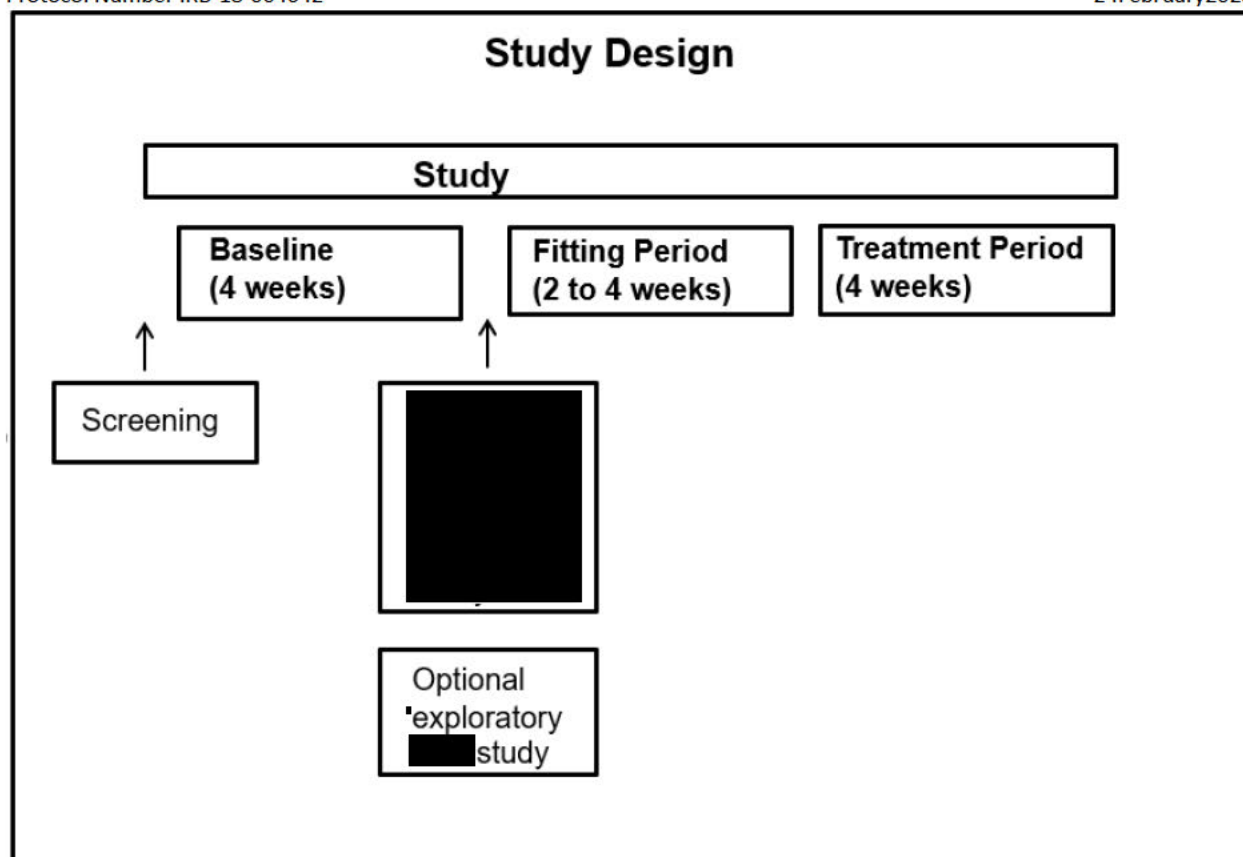 Study Design
Study
Baseline
(4 weeks)
Fitting Period
(2 to 4 weeks)
Treatment Period
(4 weeks)
Screening
Optional
exploratory
study